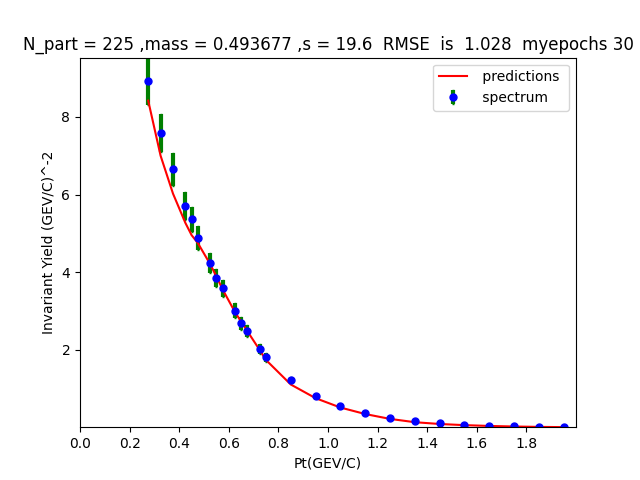 N_part = 225 ,mass = 0.493677 ,s = 19.6 RMSE is 1.028 myepochs 30
predictions
spectrum
8
6
4
2
Invariant Yield (GEV/C)^-2
0.0 0.2 0.4 0.6 0.8 1.0 1.2 1.4 1.6 1.8
Pt(GEV/C)